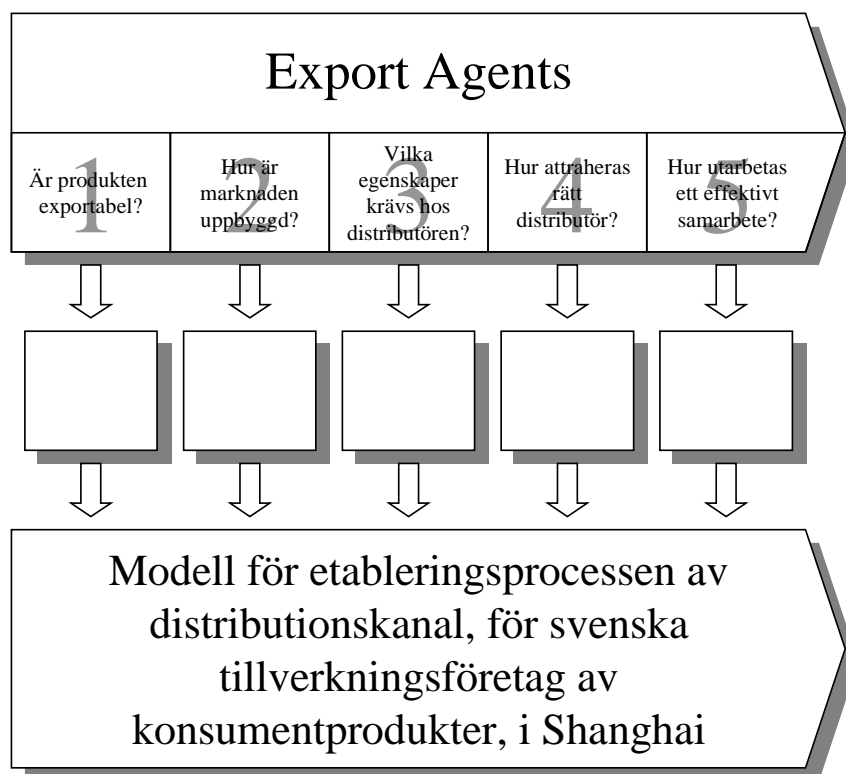 Export Agents
1
Är produkten
exportabel?
2
Hur är
marknaden
uppbyggd?
3
Vilka
egenskaper
krävs hos
distributören?
4
Hur attraheras
rätt
distributör?
5
Hur utarbetas
ett effektivt
samarbete?
Modell för etableringsprocessen av
distributionskanal, för svenska
tillverkningsföretag av
konsumentprodukter, i Shanghai